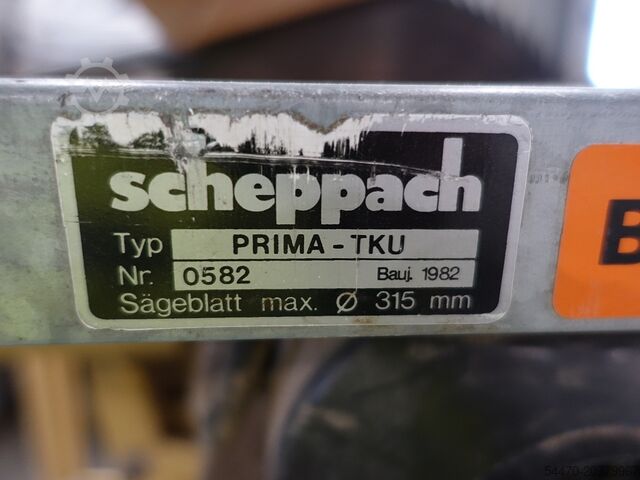 scheppach
Typ PRIMA-TKU
Nr. 0582 Bauj. 1982
Sägeblatt max. Ø 315 mm
B